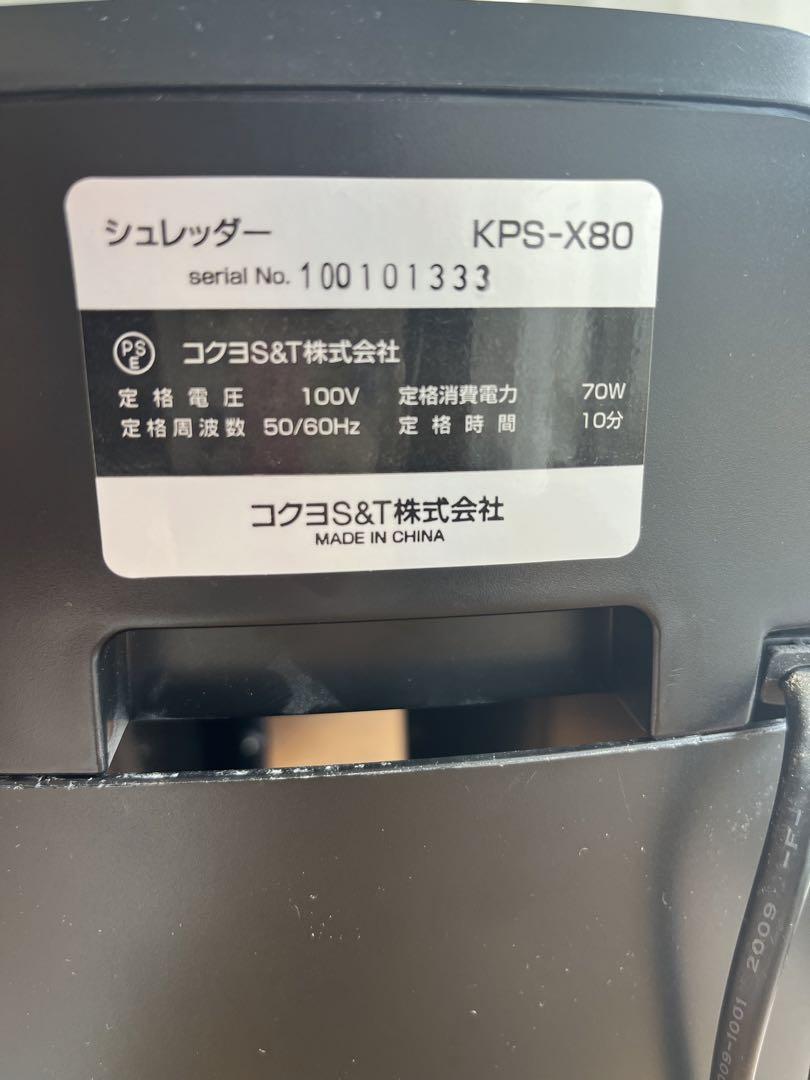 シュレッダー KPS-X80
serial No. 100101333
PSE コクヨS&T株式会社
定格電圧 100V 定格消費電力 70W
定格周波数 50/60Hz 定格時間 10分
コクヨS&T株式会社
MADE IN CHINA
009-1001 2009 -F-